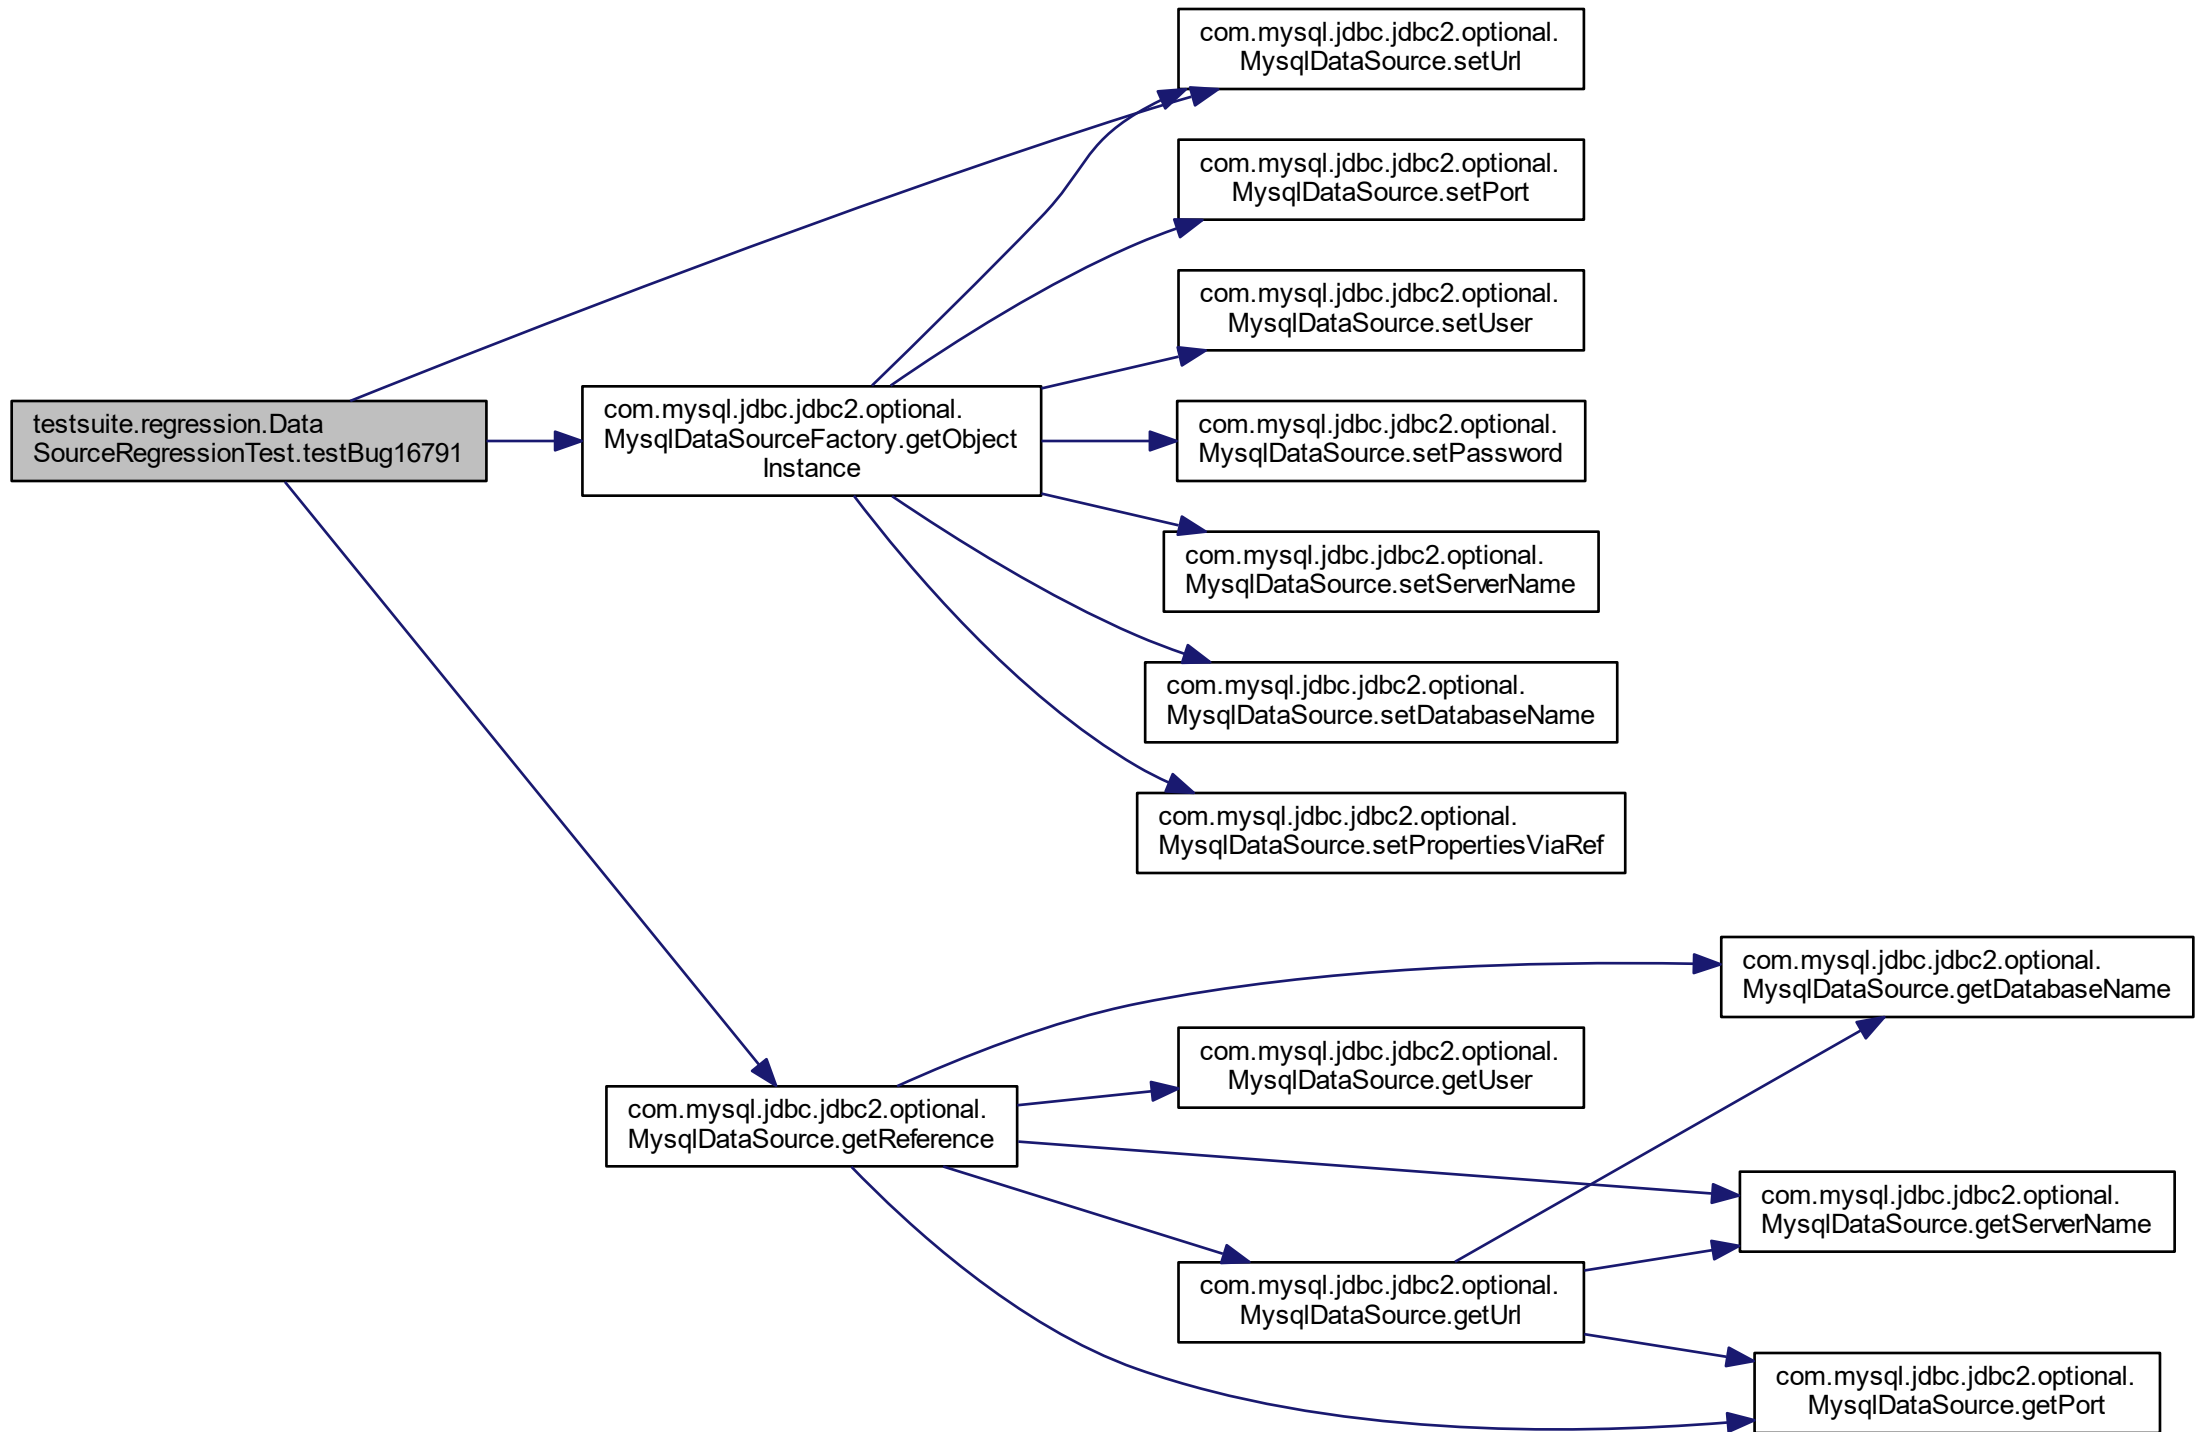 com.mysql.jdbc.jdbc2.optional.
MysqlDataSource.setUrl
com.mysql.jdbc.jdbc2.optional.
MysqlDataSource.setPort
com.mysql.jdbc.jdbc2.optional.
MysqlDataSource.setUser
testsuite.regression.Data
SourceRegressionTest.testBug16791
com.mysql.jdbc.jdbc2.optional.
MysqlDataSourceFactory.getObject
Instance
com.mysql.jdbc.jdbc2.optional.
MysqlDataSource.setPassword
com.mysql.jdbc.jdbc2.optional.
MysqlDataSource.setServerName
com.mysql.jdbc.jdbc2.optional.
MysqlDataSource.setDatabaseName
com.mysql.jdbc.jdbc2.optional.
MysqlDataSource.setPropertiesViaRef
com.mysql.jdbc.jdbc2.optional.
MysqlDataSource.getDatabaseName
com.mysql.jdbc.jdbc2.optional.
MysqlDataSource.getUser
com.mysql.jdbc.jdbc2.optional.
MysqlDataSource.getReference
com.mysql.jdbc.jdbc2.optional.
MysqlDataSource.getServerName
com.mysql.jdbc.jdbc2.optional.
MysqlDataSource.getUrl
com.mysql.jdbc.jdbc2.optional.
MysqlDataSource.getPort